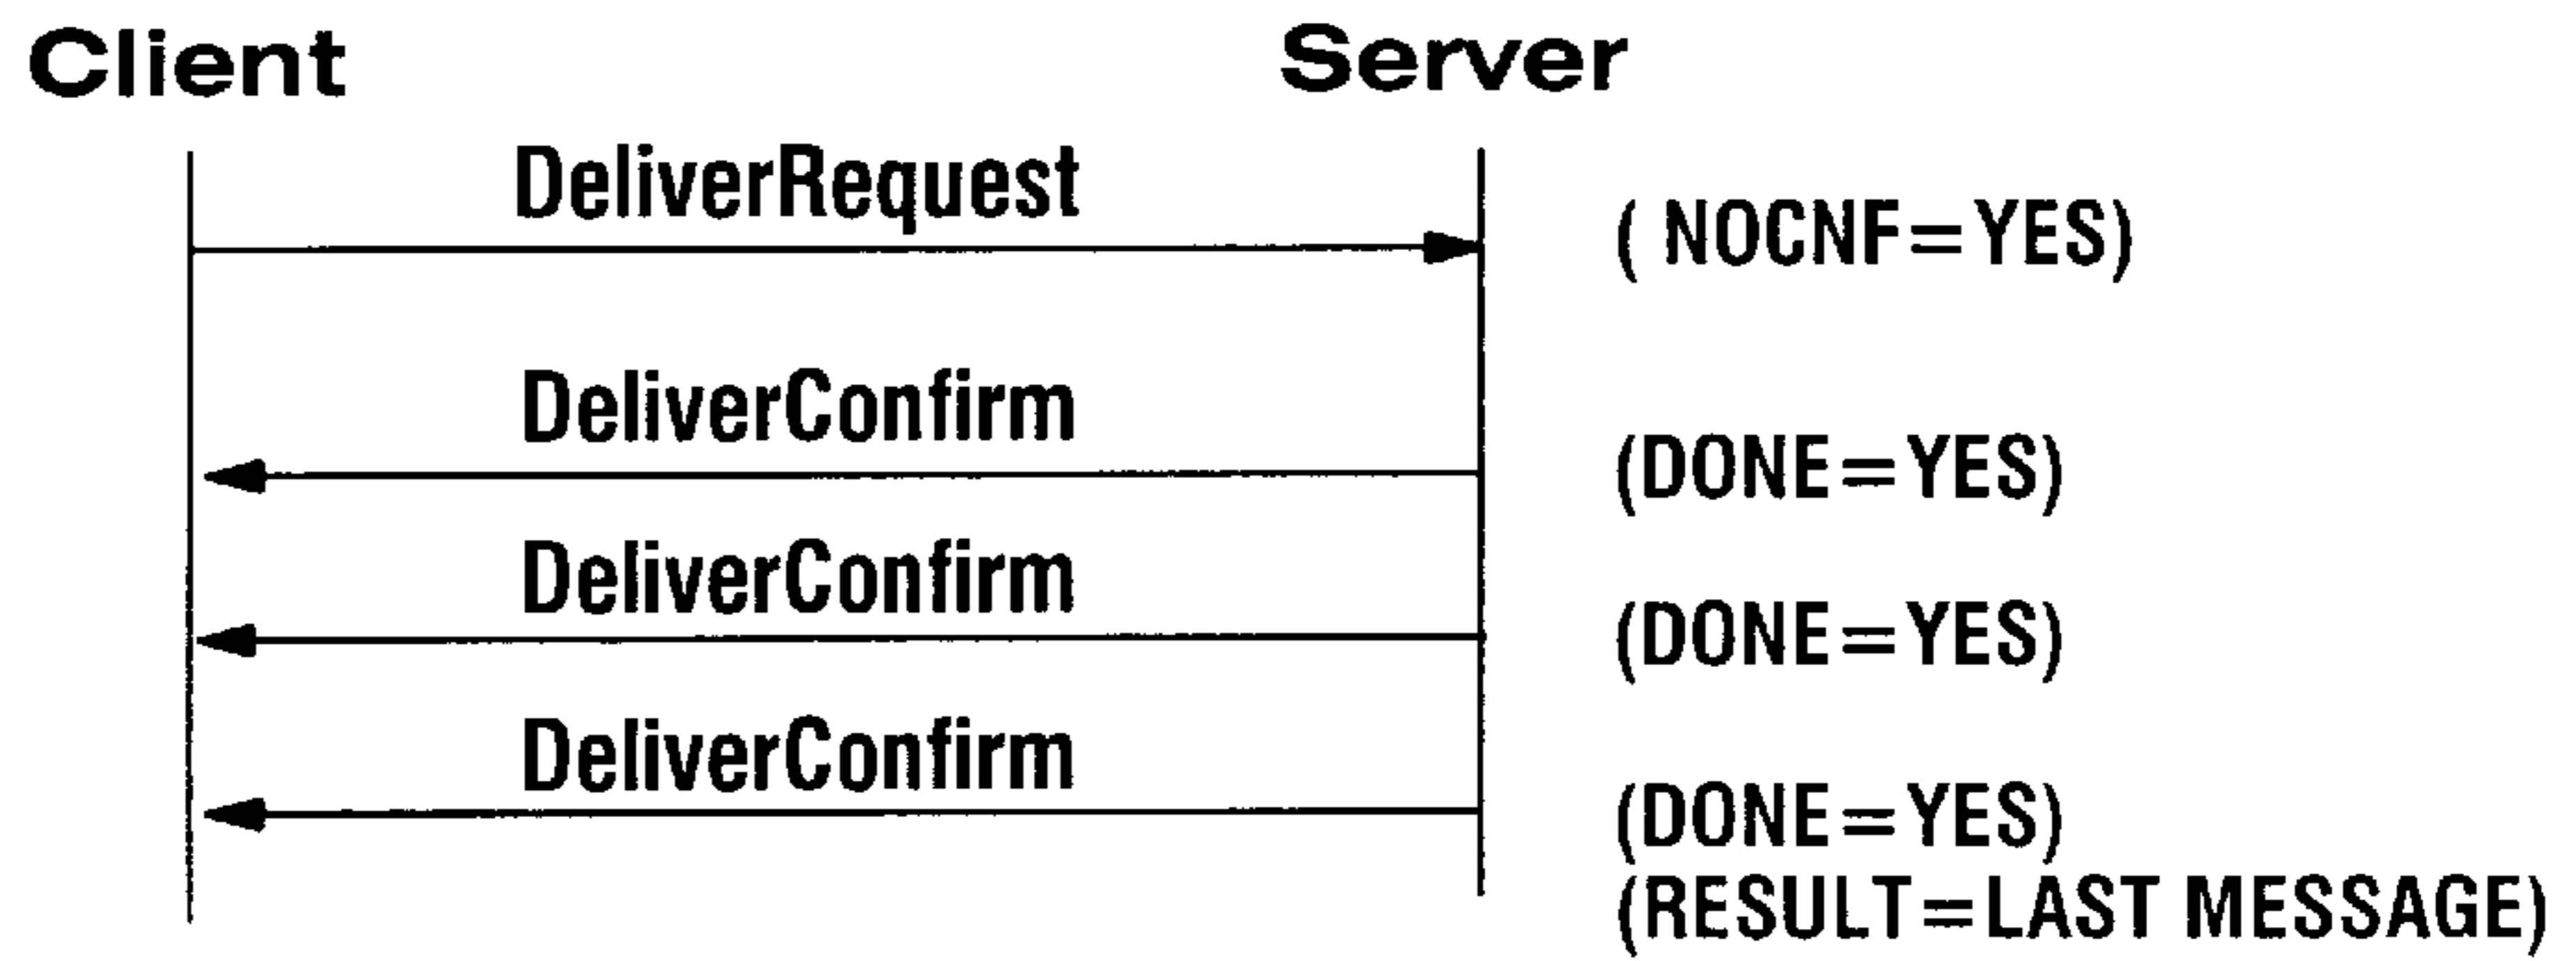 Client Server
DeliverRequest
( NOCNF=YES)
DeliverConfirm
(DONE=YES)
DeliverConfirm
(DONE=YES)
DeliverConfirm
(DONE=YES)
(RESULT=LAST MESSAGE)